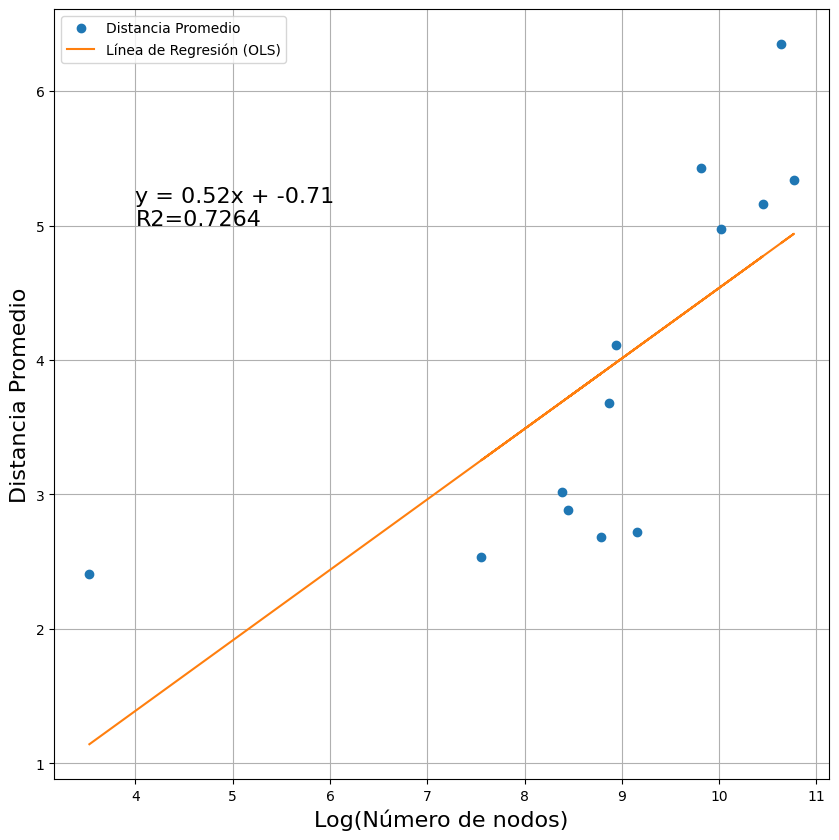 Distancia Promedio
Línea de Regresión (OLS)
y = 0.52x + -0.71
R2=0.7264
Distancia Promedio
6
5
4
3
2
1
4 5 6 7 8 9 10 11
Log(Número de nodos)